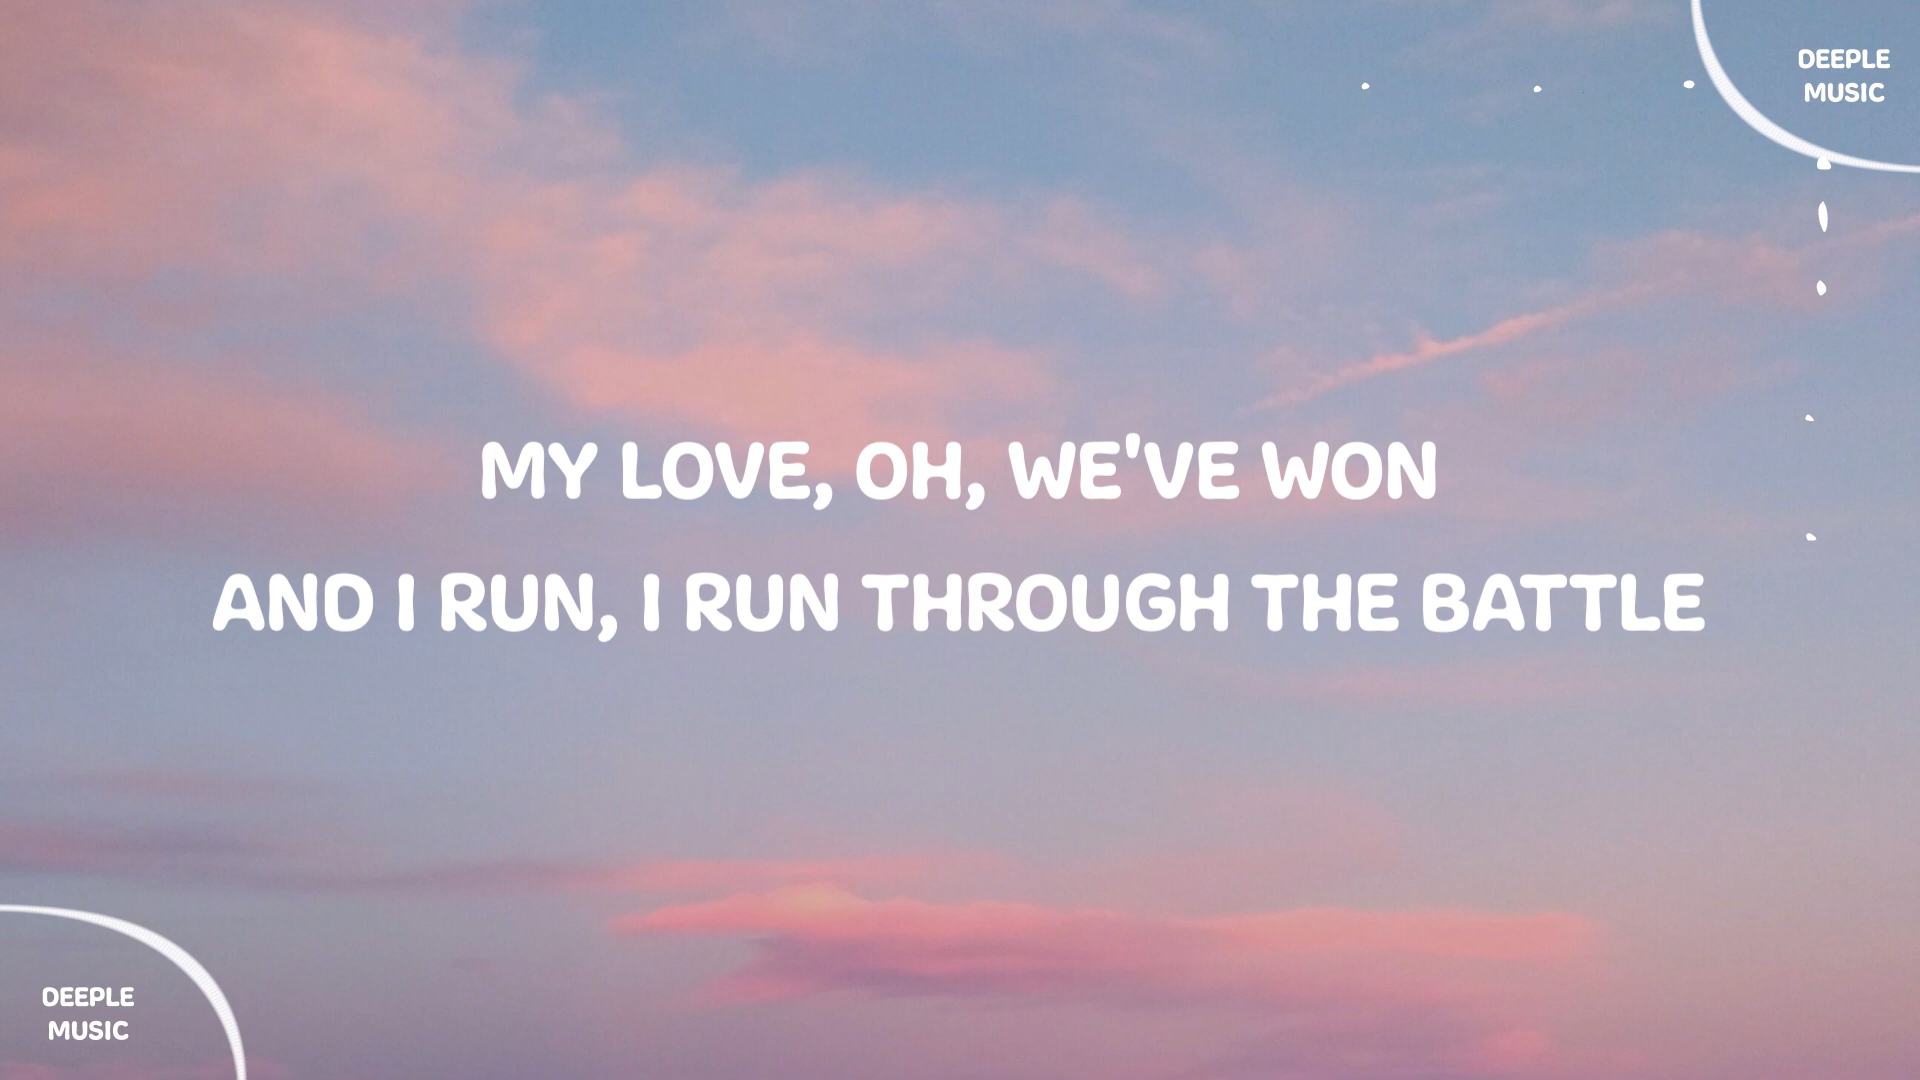 DEEPLE
MUSIC
MY LOVE, OH, WE'VE WON
AND I RUN, I RUN THROUGH THE BATTLE
DEEPLE
MUSIC